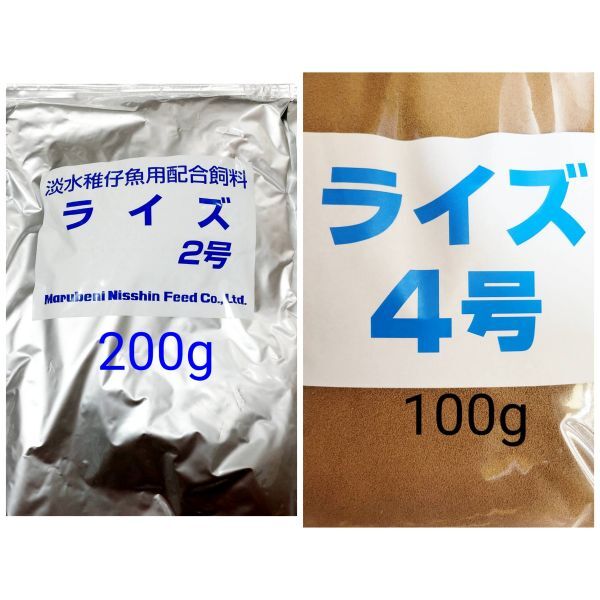 淡水稚仔魚用配合飼料
ライズ
2号
Marubeni Nisshin Feed Co., Ltd.
200g
ライズ
4号
100g